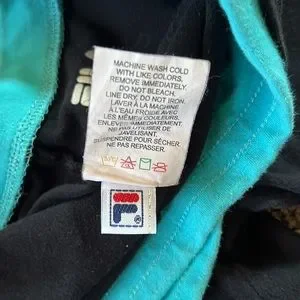 MACHINE WASH COLD
WITH LIKE COLORS.
REMOVE IMMEDIATELY.
DO NOT BLEACH.
LINE DRY. DO NOT IRON.
LAVER À LA MACHINE
À L'EAU FROIDE AVEC
LES MÊMES COULEURS.
ENLEVER IMMÉDIATEMENT.
NE PAS UTILISER DE
JAVELISANT.
SUSPENDRE POUR SÉCHER.
NE PAS REPASSER.
F
®